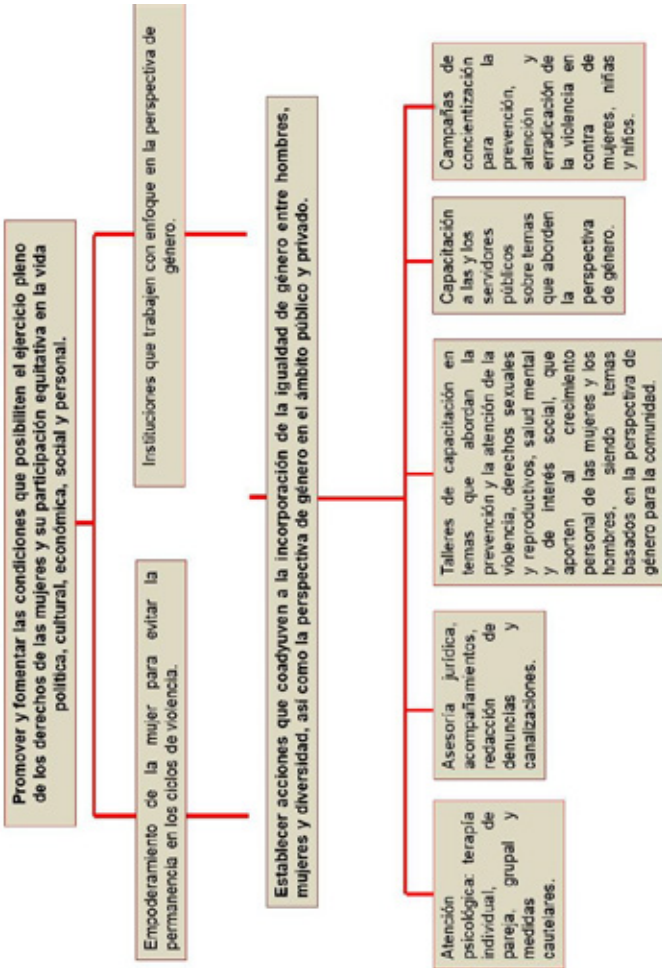 Promover y fomentar las condiciones que posibiliten el ejercicio pleno
de los derechos de las mujeres y su participación equitativa en la vida
política, cultural, económica, social y personal.
Empoderamiento de la mujer para evitar la
permanencia en los ciclos de violencia.
Instituciones que trabajen con enfoque en la perspectiva de
género.
Establecer acciones que coadyuven a la incorporación de la igualdad de género entre hombres,
mujeres y diversidad, así como la perspectiva de género en el ámbito público y privado.
Atención
psicológica: terapia
individual, de
pareja, grupal y
medidas
cautelares.
Asesoría jurídica,
acompañamientos,
redacción de
denuncias y
canalizaciones.
Talleres de capacitación en
temas que abordan la
prevención y la atención de la
violencia, derechos sexuales
y reproductivos, salud mental
y de interés social, que
aporten al crecimiento
personal de las mujeres y los
hombres, siendo temas
basados en la perspectiva de
género para la comunidad.
Capacitación
a las y los
servidores
públicos
sobre temas
que aborden
la
perspectiva
de género.
Campañas de
concientización
para la
prevención,
atención y
erradicación de
la violencia en
contra de
mujeres, niñas
y niños.